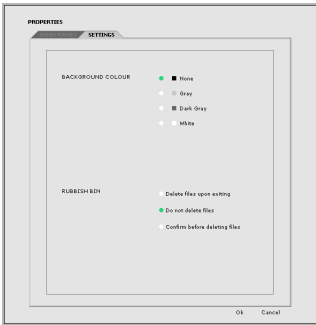 PROPERTIES
SETTINGS
BACKGROUND COLOUR
None
Gray
Dark Gray
White
RUBBISH BIN
Delete files upon exiting
Do not delete files
Confirm before deleting files
Ok Cancel